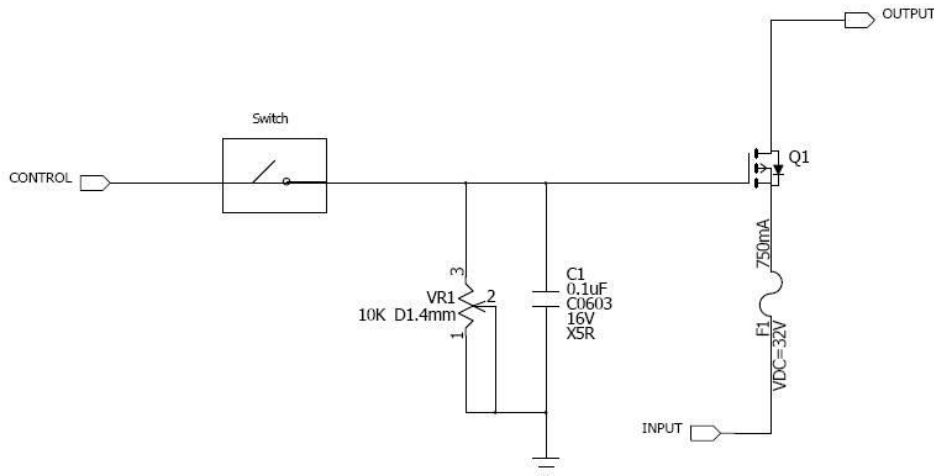 OUTPUT
Switch
Q1
CONTROL
750mA
3
C1
VR1
2
0.1uF
10K D1.4mm
C0603
16V
1
X5R
F1
VDC=32V
INPUT